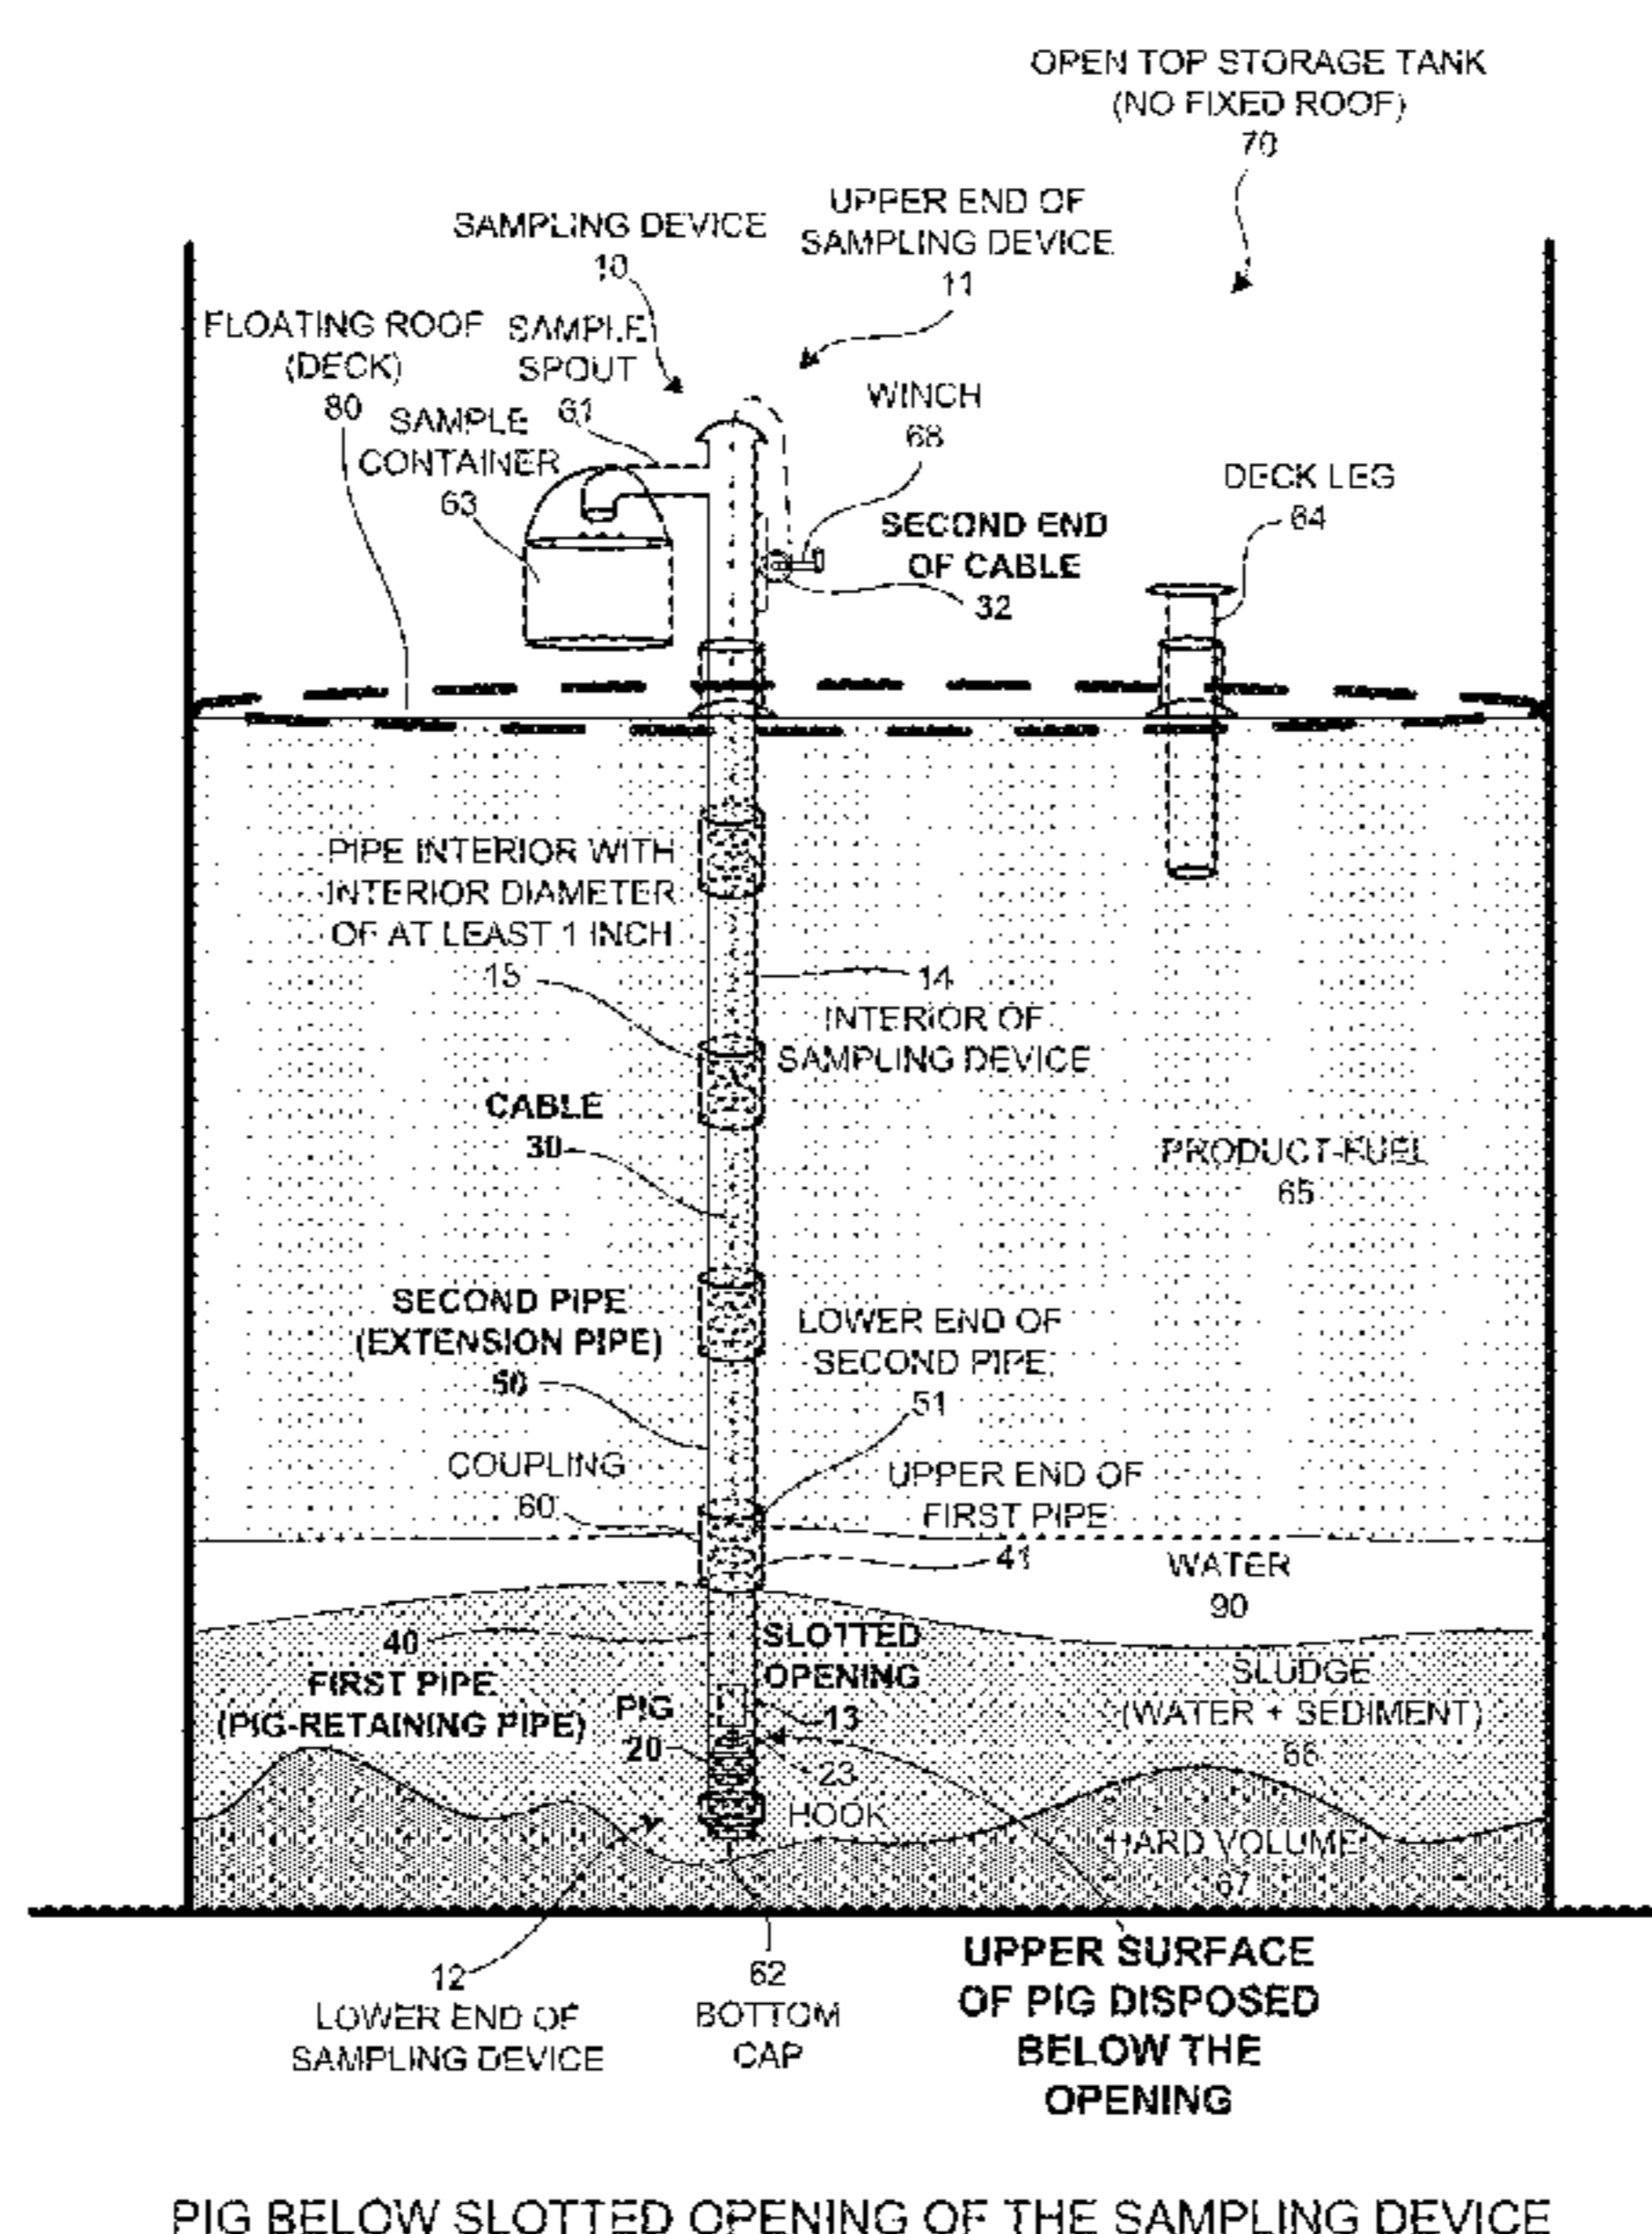 OPEN TOP STORAGE TANK
(NO FIXED ROOF)
70
UPPER END OF
SAMPLING DEVICE
11
SAMPLING DEVICE
10
FLOATING ROOF
(DECK)
80
SAMPLE
SPOUT
61
SAMPLE
CONTAINER
63
WINCH
68
SECOND END
OF CABLE
32
DECK LEG
64
PIPE INTERIOR WITH
INTERIOR DIAMETER
OF AT LEAST 1 INCH
15
14
INTERIOR OF
SAMPLING DEVICE
CABLE
30
PRODUCT-FUEL
65
SECOND PIPE
(EXTENSION PIPE)
50
LOWER END OF
SECOND PIPE
51
COUPLING
60
UPPER END OF
FIRST PIPE
41
WATER
90
40
FIRST PIPE
(PIG-RETAINING PIPE)
SLOTTED
OPENING
13
PIG
20
23
HOOK
SLUDGE
(WATER + SEDIMENT)
66
HARD VOLUME
67
12
LOWER END OF
SAMPLING DEVICE
62
BOTTOM
CAP
UPPER SURFACE
OF PIG DISPOSED
BELOW THE
OPENING
PIG BELOW SLOTTED OPENING OF THE SAMPLING DEVICE